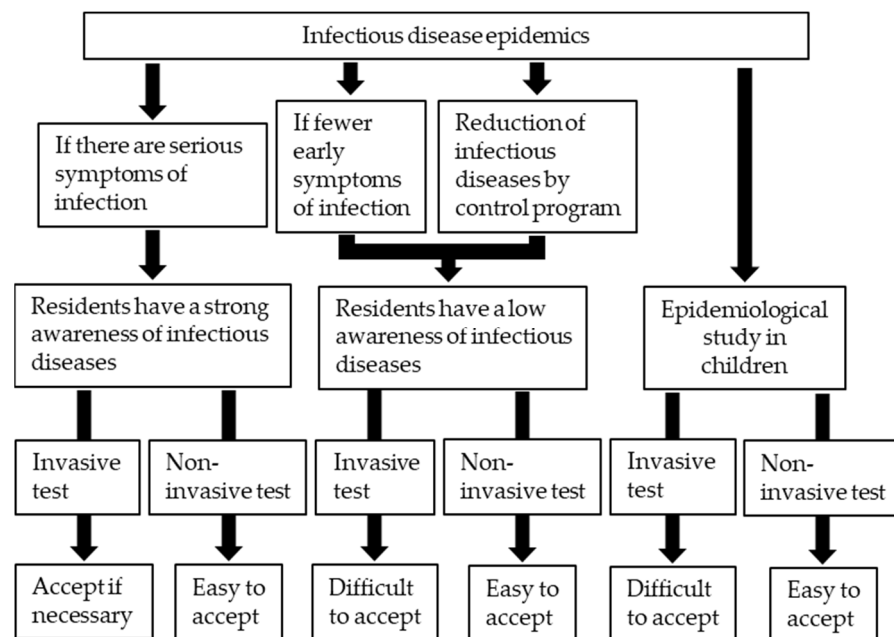 Infectious disease epidemics
If there are serious
symptoms of
infection
If fewer
early
symptoms
of infection
Reduction of
infectious
diseases by
control program
Residents have a strong
awareness of infectious
diseases
Residents have a low
awareness of infectious
diseases
Epidemiological
study in
children
Invasive
test
Non-
invasive test
Invasive
test
Non-
invasive test
Invasive
test
Non-
invasive test
Accept if
necessary
Easy to
accept
Difficult
to accept
Easy to
accept
Difficult
to accept
Easy to
accept